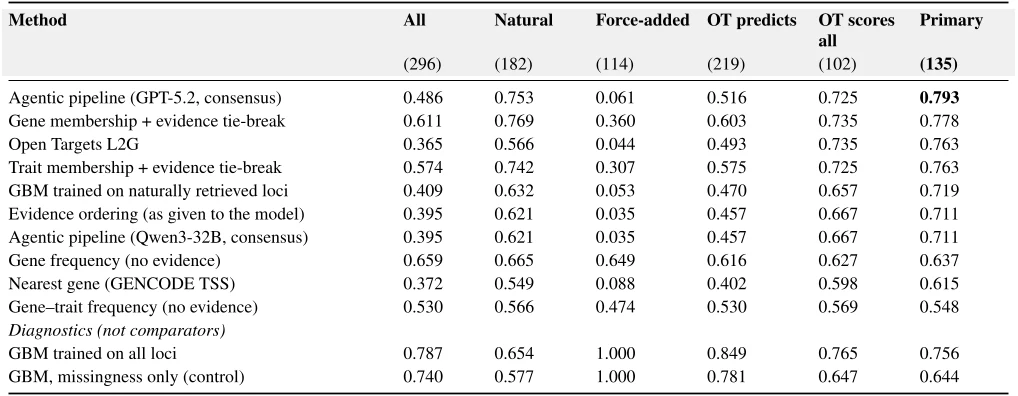 Method All Natural Force-added OT predicts OT scores all Primary
(296) (182) (114) (219) (102) (135)
Agentic pipeline (GPT-5.2, consensus) 0.486 0.753 0.061 0.516 0.725 0.793
Gene membership + evidence tie-break 0.611 0.769 0.360 0.603 0.735 0.778
Open Targets L2G 0.365 0.566 0.044 0.493 0.735 0.763
Trait membership + evidence tie-break 0.574 0.742 0.307 0.575 0.725 0.763
GBM trained on naturally retrieved loci 0.409 0.632 0.053 0.470 0.657 0.719
Evidence ordering (as given to the model) 0.395 0.621 0.035 0.457 0.667 0.711
Agentic pipeline (Qwen3-32B, consensus) 0.395 0.621 0.035 0.457 0.667 0.711
Gene frequency (no evidence) 0.659 0.665 0.649 0.616 0.627 0.637
Nearest gene (GENCODE TSS) 0.372 0.549 0.088 0.402 0.598 0.615
Gene–trait frequency (no evidence) 0.530 0.566 0.474 0.530 0.569 0.548
Diagnostics (not comparators)
GBM trained on all loci 0.787 0.654 1.000 0.849 0.765 0.756
GBM, missingness only (control) 0.740 0.577 1.000 0.781 0.647 0.644